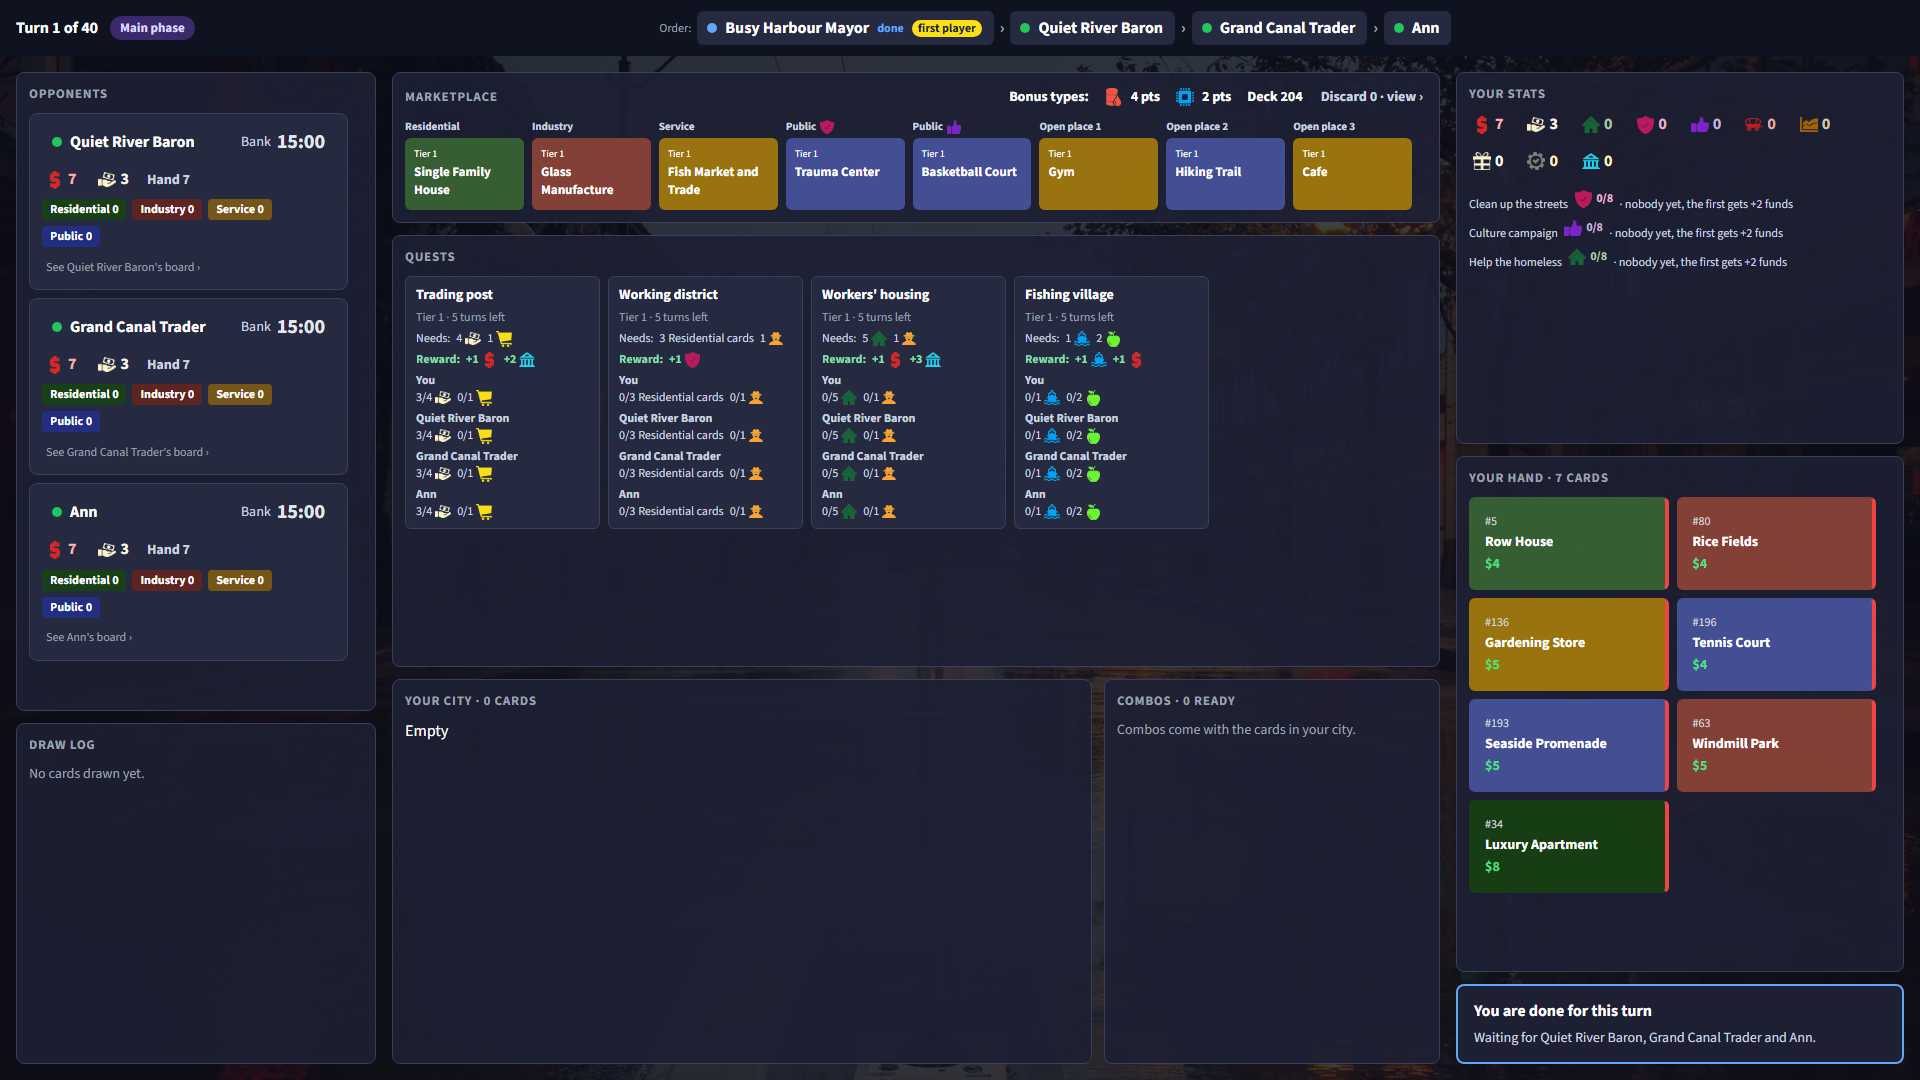 Turn 1 of 40
Main phase
Order:
Busy Harbour Mayor done first player
›
Quiet River Baron
›
Grand Canal Trader
›
Ann
OPPONENTS
Quiet River Baron
Bank 15:00
7 3 Hand 7
Residential 0 Industry 0 Service 0
Public 0
See Quiet River Baron's board ›
Grand Canal Trader
Bank 15:00
7 3 Hand 7
Residential 0 Industry 0 Service 0
Public 0
See Grand Canal Trader's board ›
Ann
Bank 15:00
7 3 Hand 7
Residential 0 Industry 0 Service 0
Public 0
See Ann's board ›
DRAW LOG
No cards drawn yet.
MARKETPLACE
Bonus types: 4 pts 2 pts Deck 204 Discard 0 · view ›
Residential
Tier 1
Single Family
House
Industry
Tier 1
Glass
Manufacture
Service
Tier 1
Fish Market and
Trade
Public
Tier 1
Trauma Center
Public
Tier 1
Basketball Court
Open place 1
Tier 1
Gym
Open place 2
Tier 1
Hiking Trail
Open place 3
Tier 1
Cafe
QUESTS
Trading post
Tier 1 · 5 turns left
Needs: 4 1
Reward: +1 +2
You
3/4 0/1
Quiet River Baron
3/4 0/1
Grand Canal Trader
3/4 0/1
Ann
3/4 0/1
Working district
Tier 1 · 5 turns left
Needs: 3 Residential cards 1
Reward: +1
You
0/3 Residential cards 0/1
Quiet River Baron
0/3 Residential cards 0/1
Grand Canal Trader
0/3 Residential cards 0/1
Ann
0/3 Residential cards 0/1
Workers' housing
Tier 1 · 5 turns left
Needs: 5 1
Reward: +1 +3
You
0/5 0/1
Quiet River Baron
0/5 0/1
Grand Canal Trader
0/5 0/1
Ann
0/5 0/1
Fishing village
Tier 1 · 5 turns left
Needs: 1 2
Reward: +1 +1
You
0/1 0/2
Quiet River Baron
0/1 0/2
Grand Canal Trader
0/1 0/2
Ann
0/1 0/2
YOUR CITY · 0 CARDS
Empty
COMBOS · 0 READY
Combos come with the cards in your city.
YOUR STATS
7 3 0 0 0 0 0
0 0 0
Clean up the streets 0/8 · nobody yet, the first gets +2 funds
Culture campaign 0/8 · nobody yet, the first gets +2 funds
Help the homeless 0/8 · nobody yet, the first gets +2 funds
YOUR HAND · 7 CARDS
#5
Row House
$4
#80
Rice Fields
$4
#136
Gardening Store
$5
#196
Tennis Court
$4
#193
Seaside Promenade
$5
#63
Windmill Park
$5
#34
Luxury Apartment
$8
You are done for this turn
Waiting for Quiet River Baron, Grand Canal Trader and Ann.